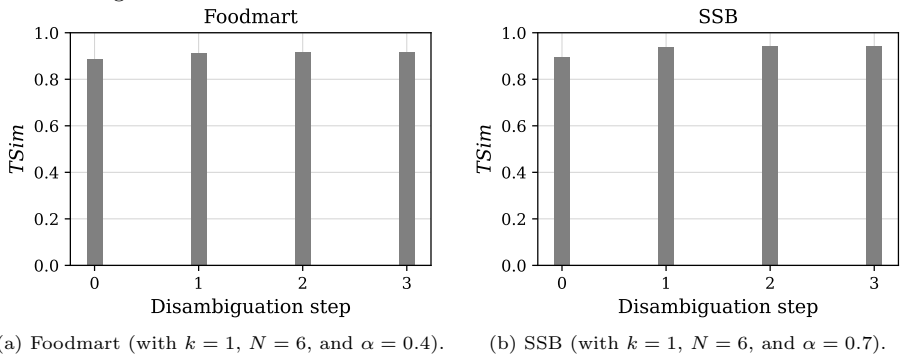 Foodmart
1.0
0.8
0.6
0.4
0.2
0.0
TSim
0 1 2 3
Disambiguation step
(a) Foodmart (with k = 1, N = 6, and α = 0.4).
SSB
1.0
0.8
0.6
0.4
0.2
0.0
TSim
0 1 2 3
Disambiguation step
(b) SSB (with k = 1, N = 6, and α = 0.7).